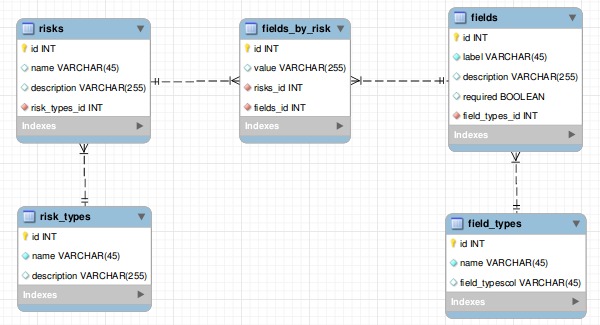 risks
id INT
name VARCHAR(45)
description VARCHAR(255)
risk_types_id INT
Indexes
fields_by_risk
id INT
value VARCHAR(255)
risks_id INT
fields_id INT
Indexes
fields
id INT
label VARCHAR(45)
description VARCHAR(255)
required BOOLEAN
field_types_id INT
Indexes
risk_types
id INT
name VARCHAR(45)
description VARCHAR(255)
Indexes
field_types
id INT
name VARCHAR(45)
field_typescol VARCHAR(45)
Indexes